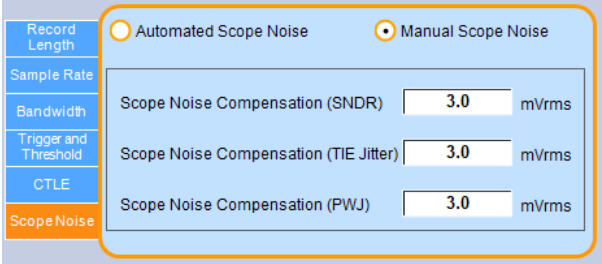 Record
Length
Sample Rate
Bandwidth
Trigger and
Threshold
CTLE
Scope Noise
Automated Scope Noise
Manual Scope Noise
Scope Noise Compensation (SNDR) 3.0 mVrms
Scope Noise Compensation (TIE Jitter) 3.0 mVrms
Scope Noise Compensation (PWJ) 3.0 mVrms